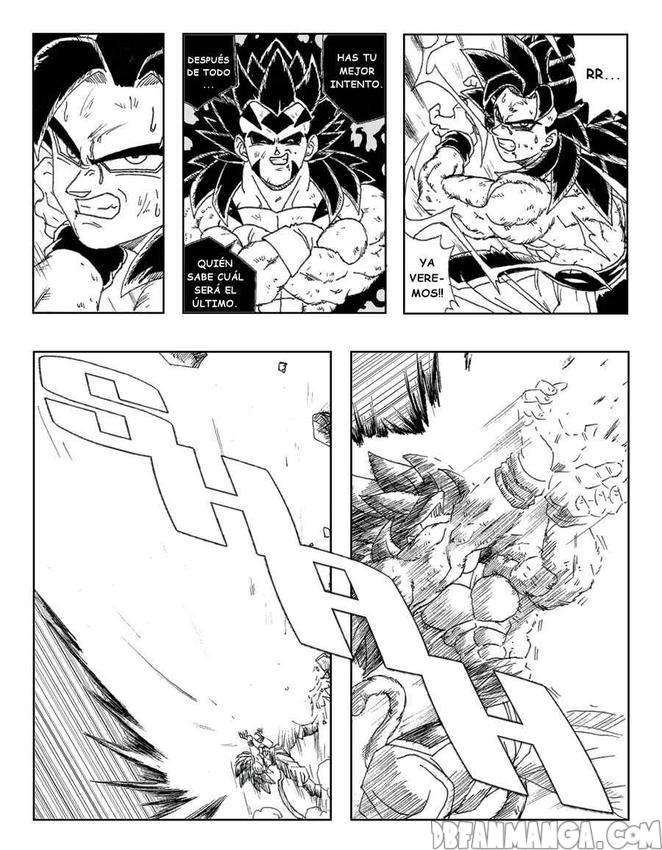 DESPUÉS
DE TODO
...
HAS TU
MEJOR
INTENTO.
QUIÉN
SABE CUÁL
SERÁ EL
ÚLTIMO.
RR...
YA
VERE-
MOS!!
SHAAH
DBFANMANGA.COM